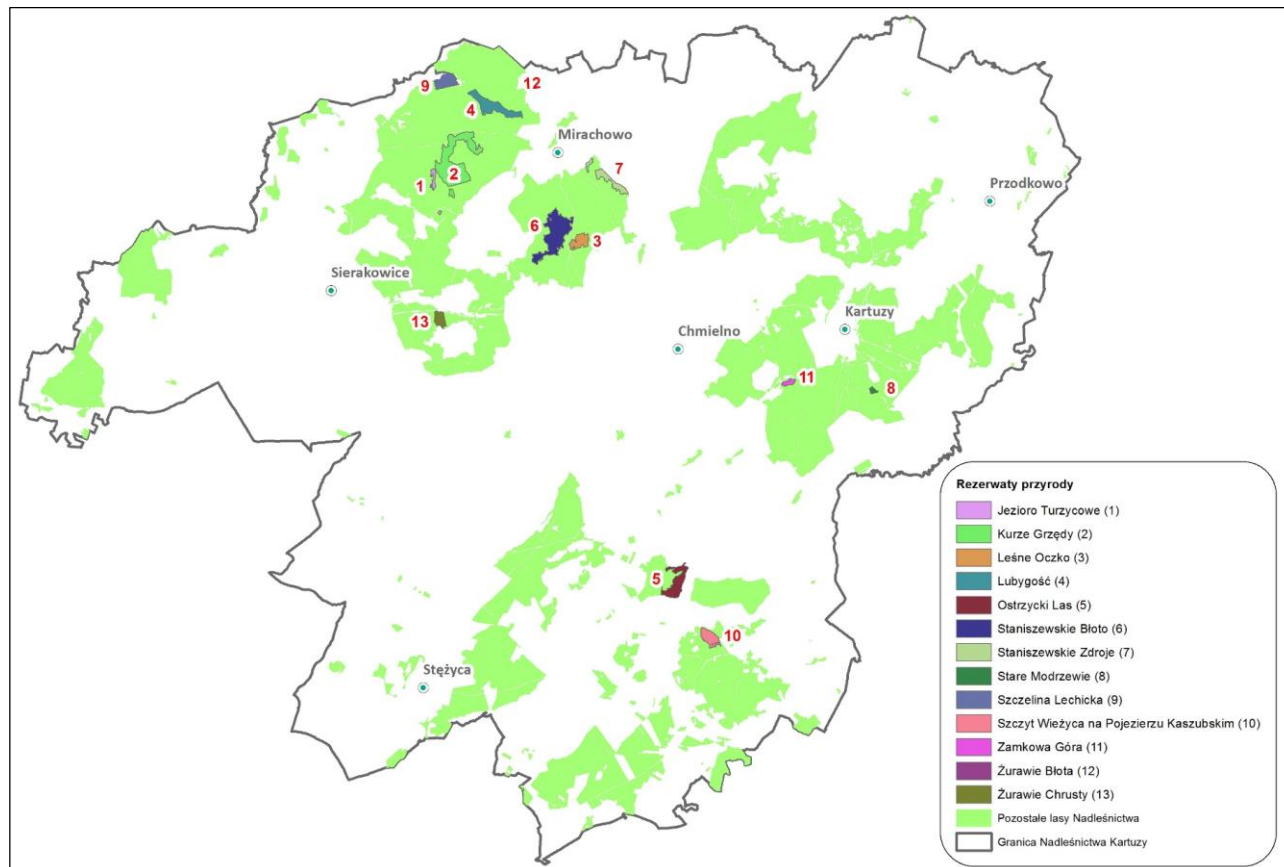 9
12
4
Mirachowo
7
1
2
Przodkowo
6
3
Sierakowice
13
Kartuzy
Chmielno
11
8
5
10
Stężyca
Rezerwaty przyrody
Jezioro Turzycowe (1)
Kurze Grzędy (2)
Leśne Oczko (3)
Lubygość (4)
Ostrzycki Las (5)
Staniszewskie Błoto (6)
Staniszewskie Zdroje (7)
Stare Modrzewie (8)
Szczelina Lechicka (9)
Szczyt Wieżyca na Pojezierzu Kaszubskim (10)
Zamkowa Góra (11)
Żurawie Błota (12)
Żurawie Chrusty (13)
Pozostałe lasy Nadleśnictwa
Granica Nadleśnictwa Kartuzy